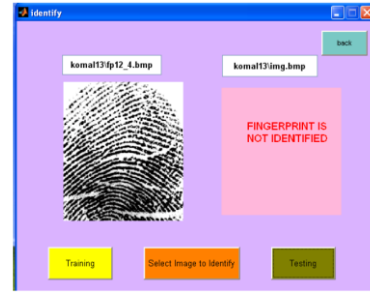 identify
back
komal13\fp12_4.bmp
komal13\img.bmp
FINGERPRINT IS
NOT IDENTIFIED
Training
Select Image to Identify
Testing